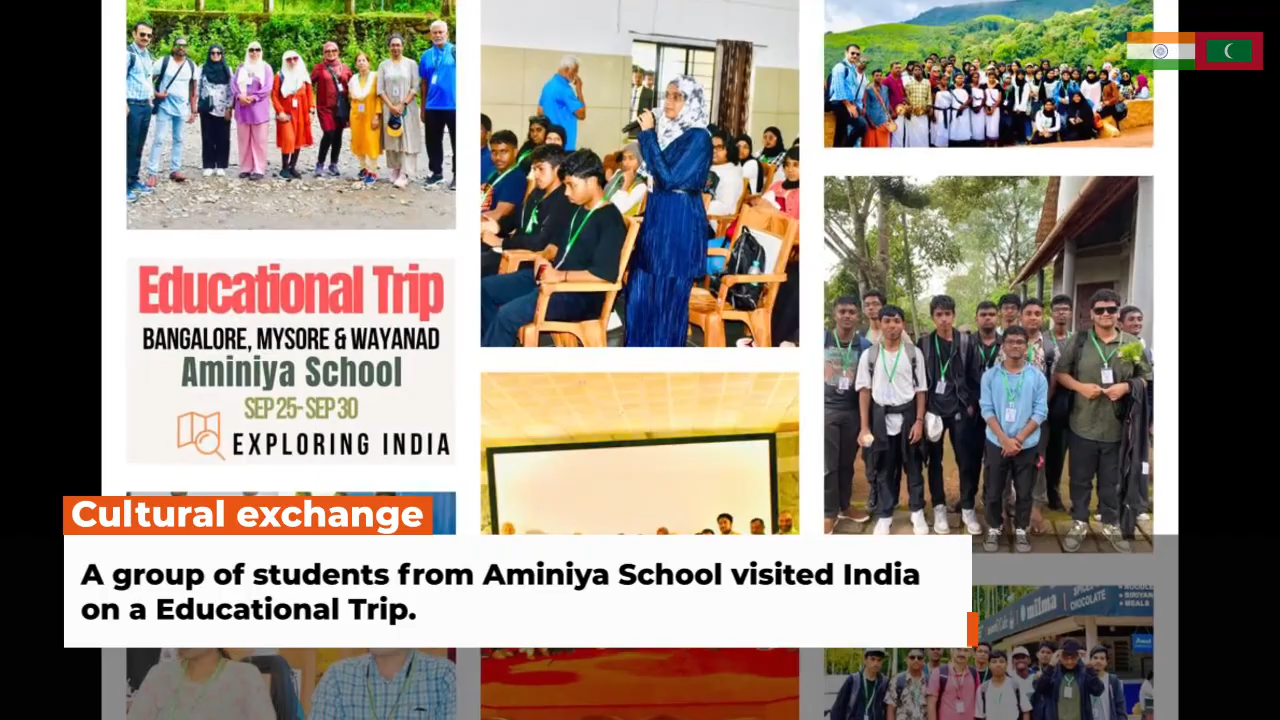 Educational Trip
BANGALORE, MYSORE & WAYANAD
Aminiya School
SEP 25-SEP 30
EXPLORING INDIA
Cultural exchange
A group of students from Aminiya School visited India
on a Educational Trip.
milma
CHOCOLATE
BIRIYANI
MEALS